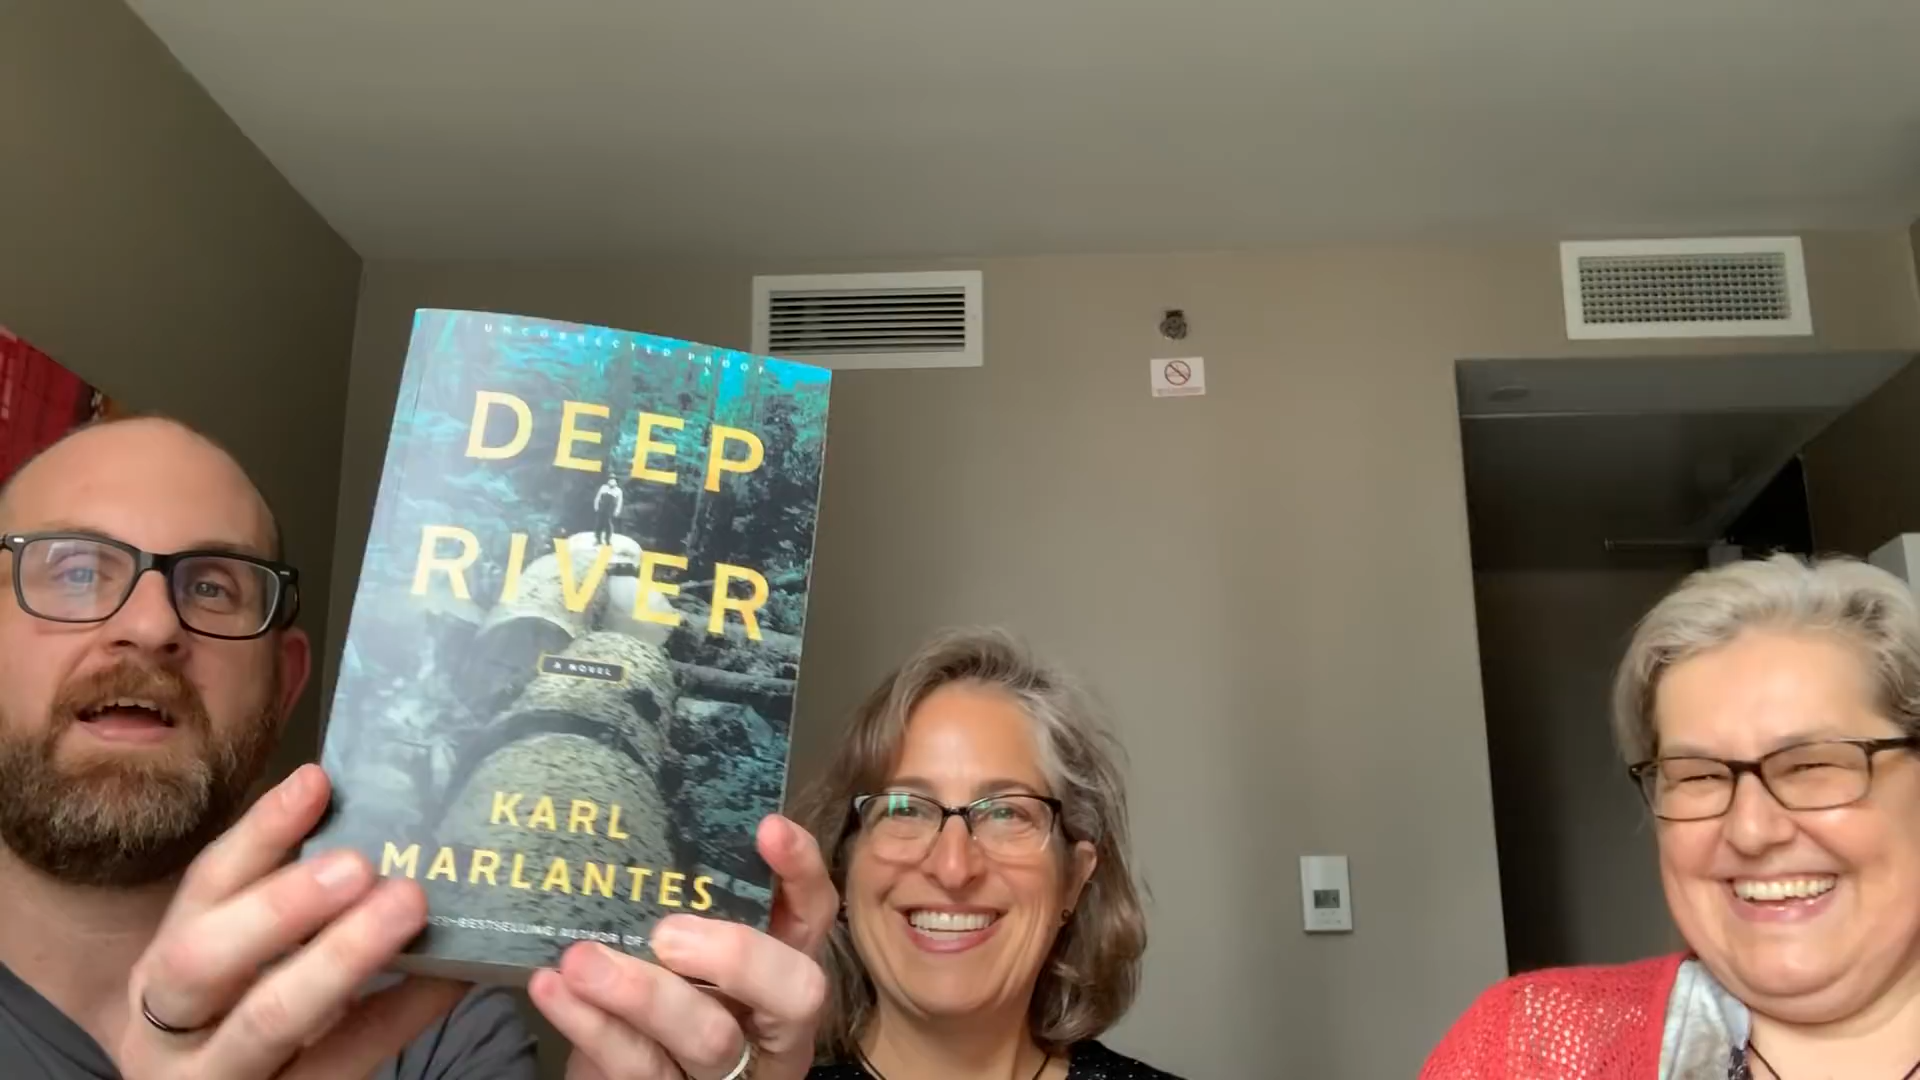 UNCORRECTED PROOF
DEEP
RIVER
A NOVEL
KARL
MARLANTES
-BESTSELLING AUTHOR OF